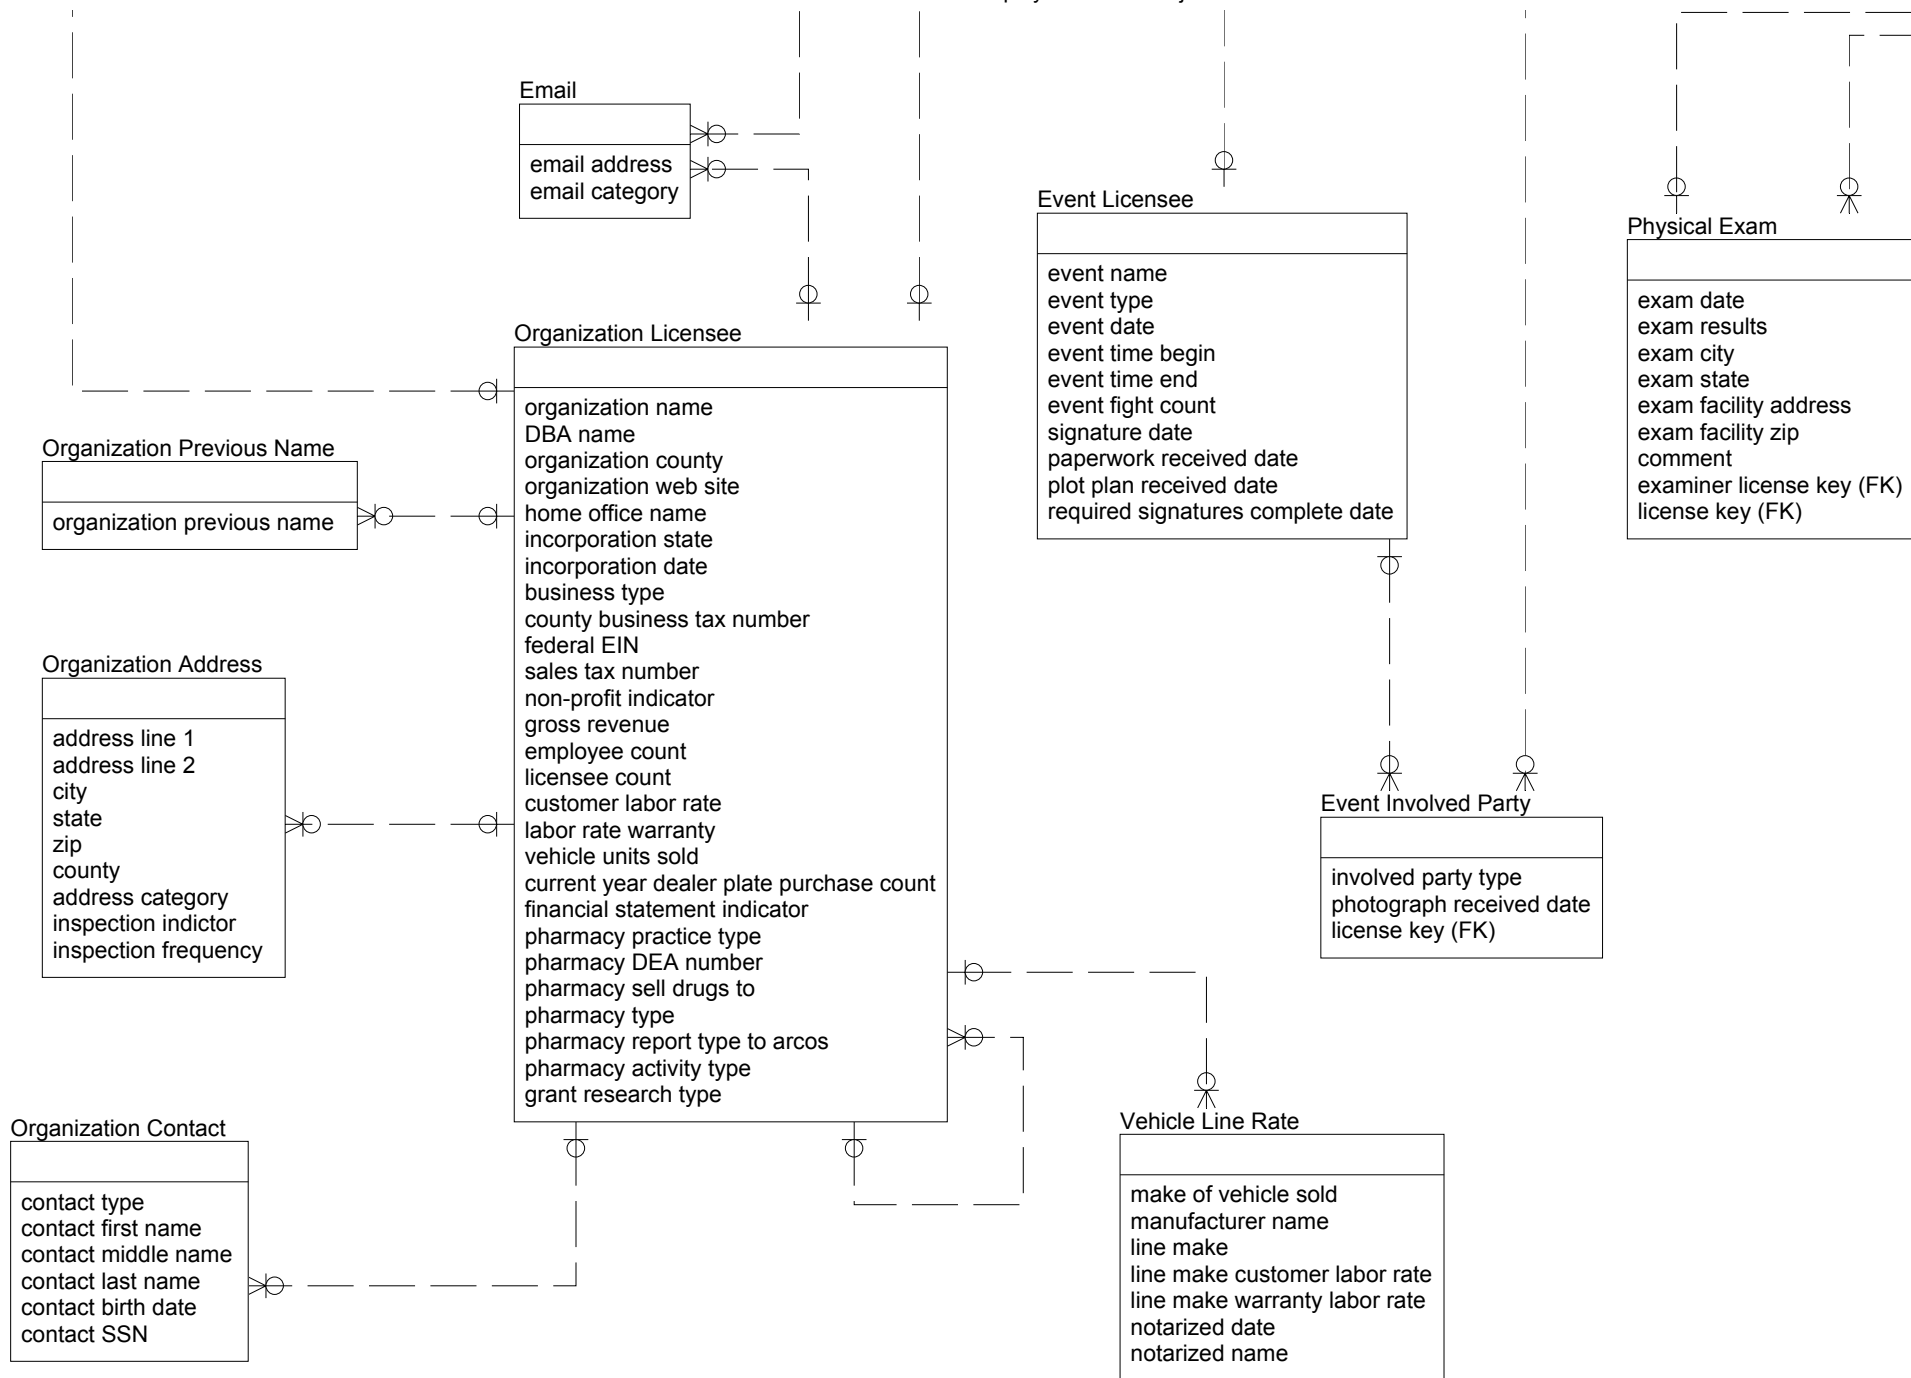 Email
email address
email category
Event Licensee
event name
event type
event date
event time begin
event time end
event fight count
signature date
paperwork received date
plot plan received date
required signatures complete date
Physical Exam
exam date
exam results
exam city
exam state
exam facility address
exam facility zip
comment
examiner license key (FK)
license key (FK)
Organization Licensee
organization name
DBA name
organization county
organization web site
home office name
incorporation state
incorporation date
business type
county business tax number
federal EIN
sales tax number
non-profit indicator
gross revenue
employee count
licensee count
customer labor rate
labor rate warranty
vehicle units sold
current year dealer plate purchase count
financial statement indicator
pharmacy practice type
pharmacy DEA number
pharmacy sell drugs to
pharmacy type
pharmacy report type to arcos
pharmacy activity type
grant research type
Organization Previous Name
organization previous name
Organization Address
address line 1
address line 2
city
state
zip
county
address category
inspection indictor
inspection frequency
Event Involved Party
involved party type
photograph received date
license key (FK)
Organization Contact
contact type
contact first name
contact middle name
contact last name
contact birth date
contact SSN
Vehicle Line Rate
make of vehicle sold
manufacturer name
line make
line make customer labor rate
line make warranty labor rate
notarized date
notarized name